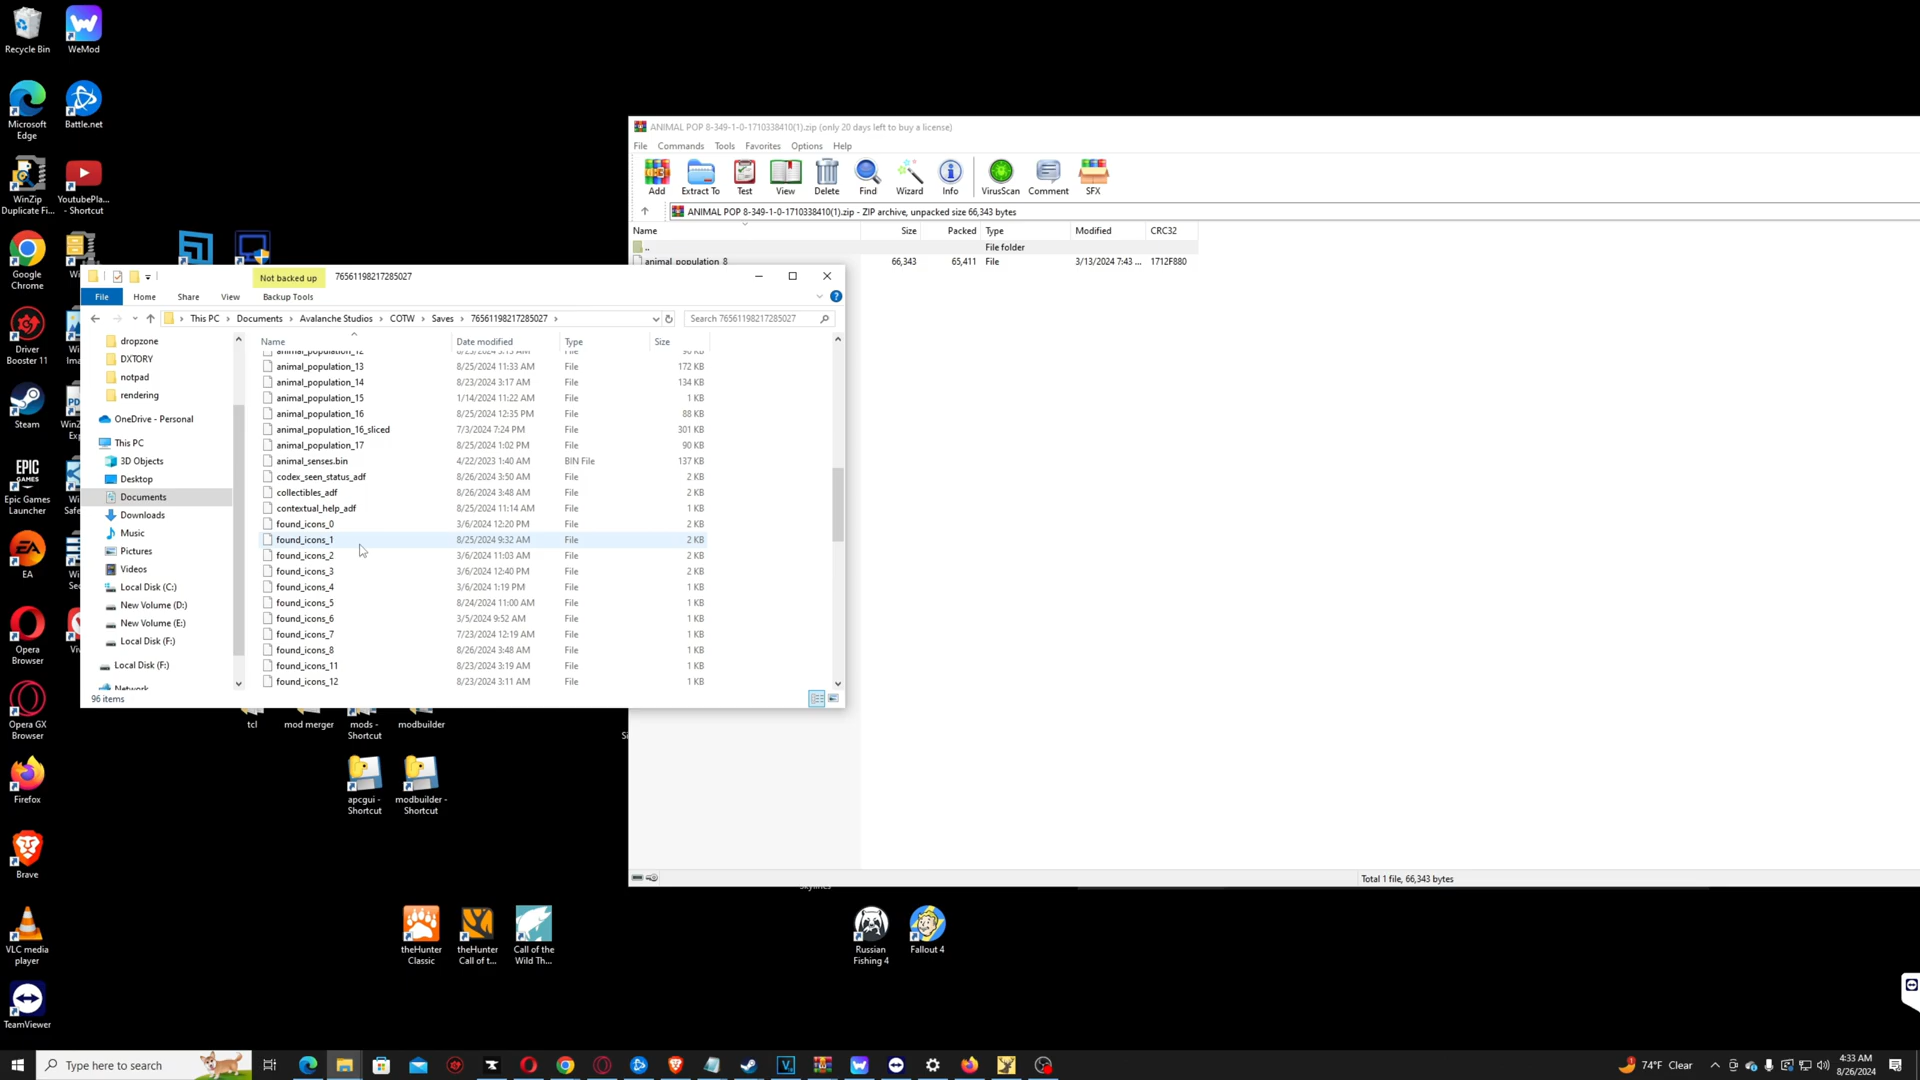 Recycle Bin
WeMod
Microsoft
Edge
Battle.net
WinZip
Duplicate Fi...
YoutubePla...
- Shortcut
Google
Chrome
Driver
Booster 11
Steam
Epic Games
Launcher
EA
Opera
Browser
Opera GX
Browser
Firefox
Brave
VLC media
player
TeamViewer
ANIMAL POP 8-349-1-0-1710338410(1).zip (only 20 days left to buy a license)
File Commands Tools Favorites Options Help
Add Extract To Test View Delete Find Wizard Info VirusScan Comment SFX
ANIMAL POP 8-349-1-0-1710338410(1).zip - ZIP archive, unpacked size 66,343 bytes
Name Size Packed Type Modified CRC32
.. File folder
animal_population_8 66,343 65,411 File 3/13/2024 7:43 ... 1712F880
Total 1 file, 66,343 bytes
Not backed up 76561198217285027
File Home Share View Backup Tools
This PC > Documents > Avalanche Studios > COTW > Saves > 76561198217285027 >
Search 76561198217285027
dropzone
DXTORY
notpad
rendering
OneDrive - Personal
This PC
3D Objects
Desktop
Documents
Downloads
Music
Pictures
Videos
Local Disk (C:)
New Volume (D:)
New Volume (E:)
Local Disk (F:)
Local Disk (F:)
Network
Name Date modified Type Size
animal_population_12
animal_population_13 8/25/2024 11:33 AM File 172 KB
animal_population_14 8/23/2024 3:17 AM File 134 KB
animal_population_15 1/14/2024 11:22 AM File 1 KB
animal_population_16 8/25/2024 12:35 PM File 88 KB
animal_population_16_sliced 7/3/2024 7:24 PM File 301 KB
animal_population_17 8/25/2024 1:02 PM File 90 KB
animal_senses.bin 4/22/2023 1:40 AM BIN File 137 KB
codex_seen_status_adf 8/26/2024 3:50 AM File 2 KB
collectibles_adf 8/26/2024 3:48 AM File 2 KB
contextual_help_adf 8/25/2024 11:14 AM File 1 KB
found_icons_0 3/6/2024 12:20 PM File 2 KB
found_icons_1 8/25/2024 9:32 AM File 2 KB
found_icons_2 3/6/2024 11:03 AM File 2 KB
found_icons_3 3/6/2024 12:40 PM File 2 KB
found_icons_4 3/6/2024 1:19 PM File 1 KB
found_icons_5 8/24/2024 11:00 AM File 1 KB
found_icons_6 3/5/2024 9:52 AM File 1 KB
found_icons_7 7/23/2024 12:19 AM File 1 KB
found_icons_8 8/26/2024 3:48 AM File 1 KB
found_icons_11 8/23/2024 3:19 AM File 1 KB
found_icons_12 8/23/2024 3:11 AM File 1 KB
96 items
tcl
mod merger
mods -
Shortcut
modbuilder
apcgui -
Shortcut
modbuilder -
Shortcut
theHunter
Classic
theHunter
Call of t...
Call of the
Wild Th...
Russian
Fishing 4
Fallout 4
Type here to search
74°F Clear
4:33 AM
8/26/2024